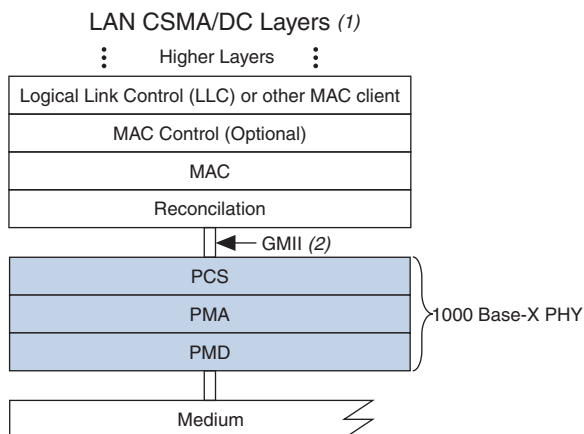 LAN CSMA/DC Layers (1)
Higher Layers
Logical Link Control (LLC) or other MAC client
MAC Control (Optional)
MAC
Reconcilation
GMII (2)
PCS
PMA
1000 Base-X PHY
PMD
Medium